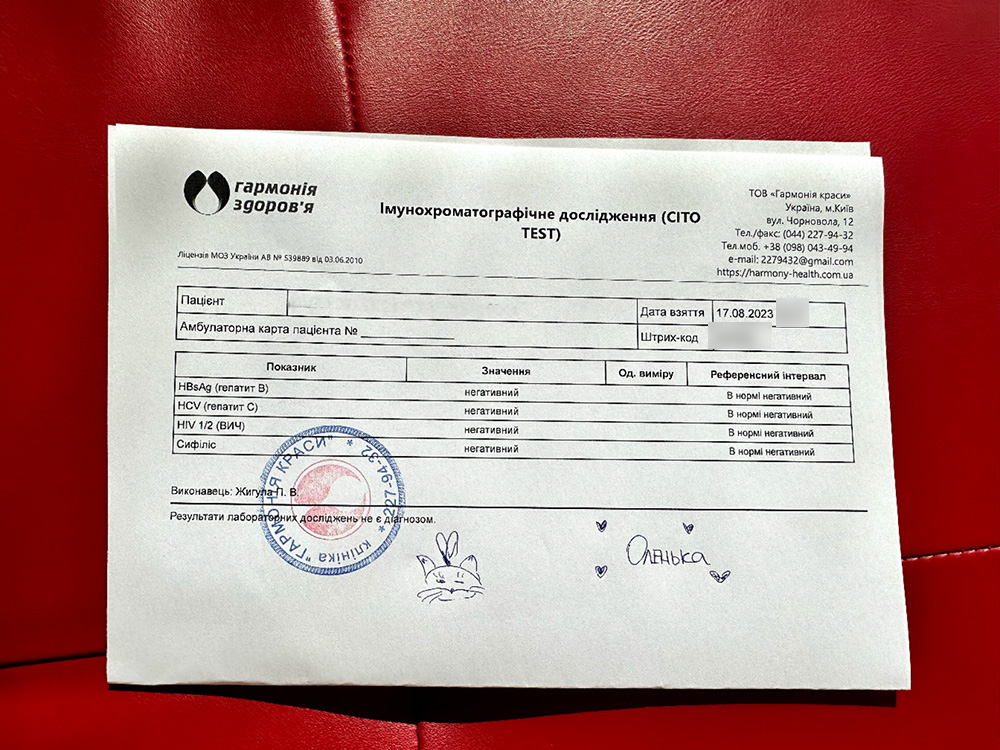 гармонія
здоров'я
Імунохроматографічне дослідження (CITO
TEST)
ТОВ «Гармонія краси»
Україна, м.Київ
вул. Чорновола, 12
Тел./факс: (044) 227-94-32
Тел.моб. +38 (098) 043-49-94
e-mail: 2279432@gmail.com
https://harmony-health.com.ua
Ліцензія МОЗ України АВ № 539889 від 03.06.2010
Пацієнт
Дата взяття 17.08.2023
Амбулаторна карта пацієнта № ____________
Штрих-код
Показник Значення Од. виміру Референсний інтервал
HBsAg (гепатит В) негативний В нормі негативний
HCV (гепатит С) негативний В нормі негативний
HIV 1/2 (ВИЧ) негативний В нормі негативний
Сифіліс негативний В нормі негативний
Виконавець: Жигула П. В.
Результати лабораторних досліджень не є діагнозом.
клініка "ГАРМОНІЯ КРАСИ" * 227-94-32 *
Оленька